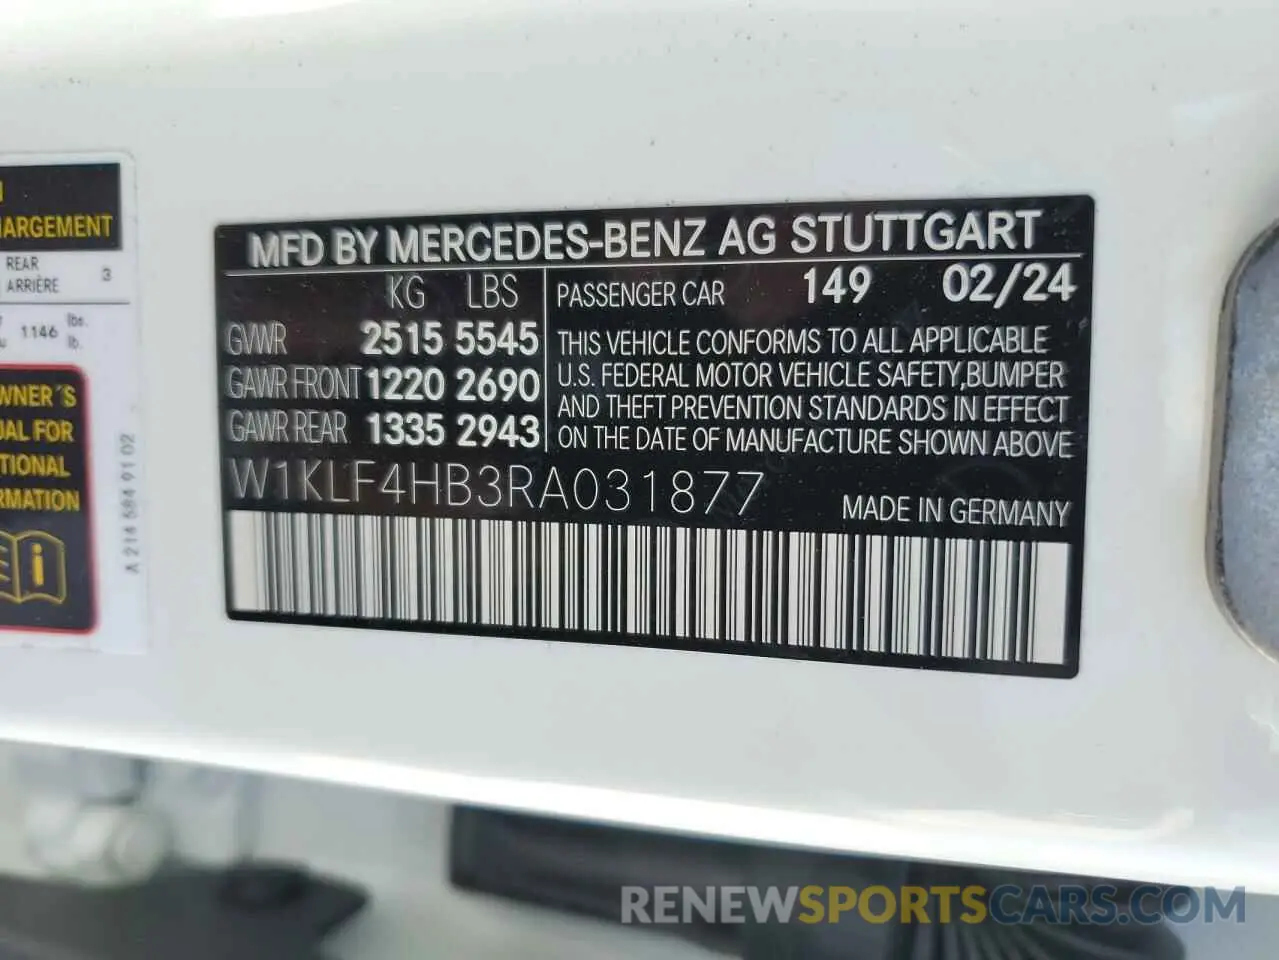 ARGEMENT
REAR
ARRIÈRE
3
1146
lbs.
lb.
WNER´S
UAL FOR
TIONAL
RMATION
A 214 584 91 02
MFD BY MERCEDES-BENZ AG STUTTGART
KG LBS
GVWR 2515 5545
GAWR FRONT 1220 2690
GAWR REAR 1335 2943
PASSENGER CAR 149 02/24
THIS VEHICLE CONFORMS TO ALL APPLICABLE
U.S. FEDERAL MOTOR VEHICLE SAFETY,BUMPER
AND THEFT PREVENTION STANDARDS IN EFFECT
ON THE DATE OF MANUFACTURE SHOWN ABOVE
W1KLF4HB3RA031877
MADE IN GERMANY
RENEWSPORTSCARS.COM